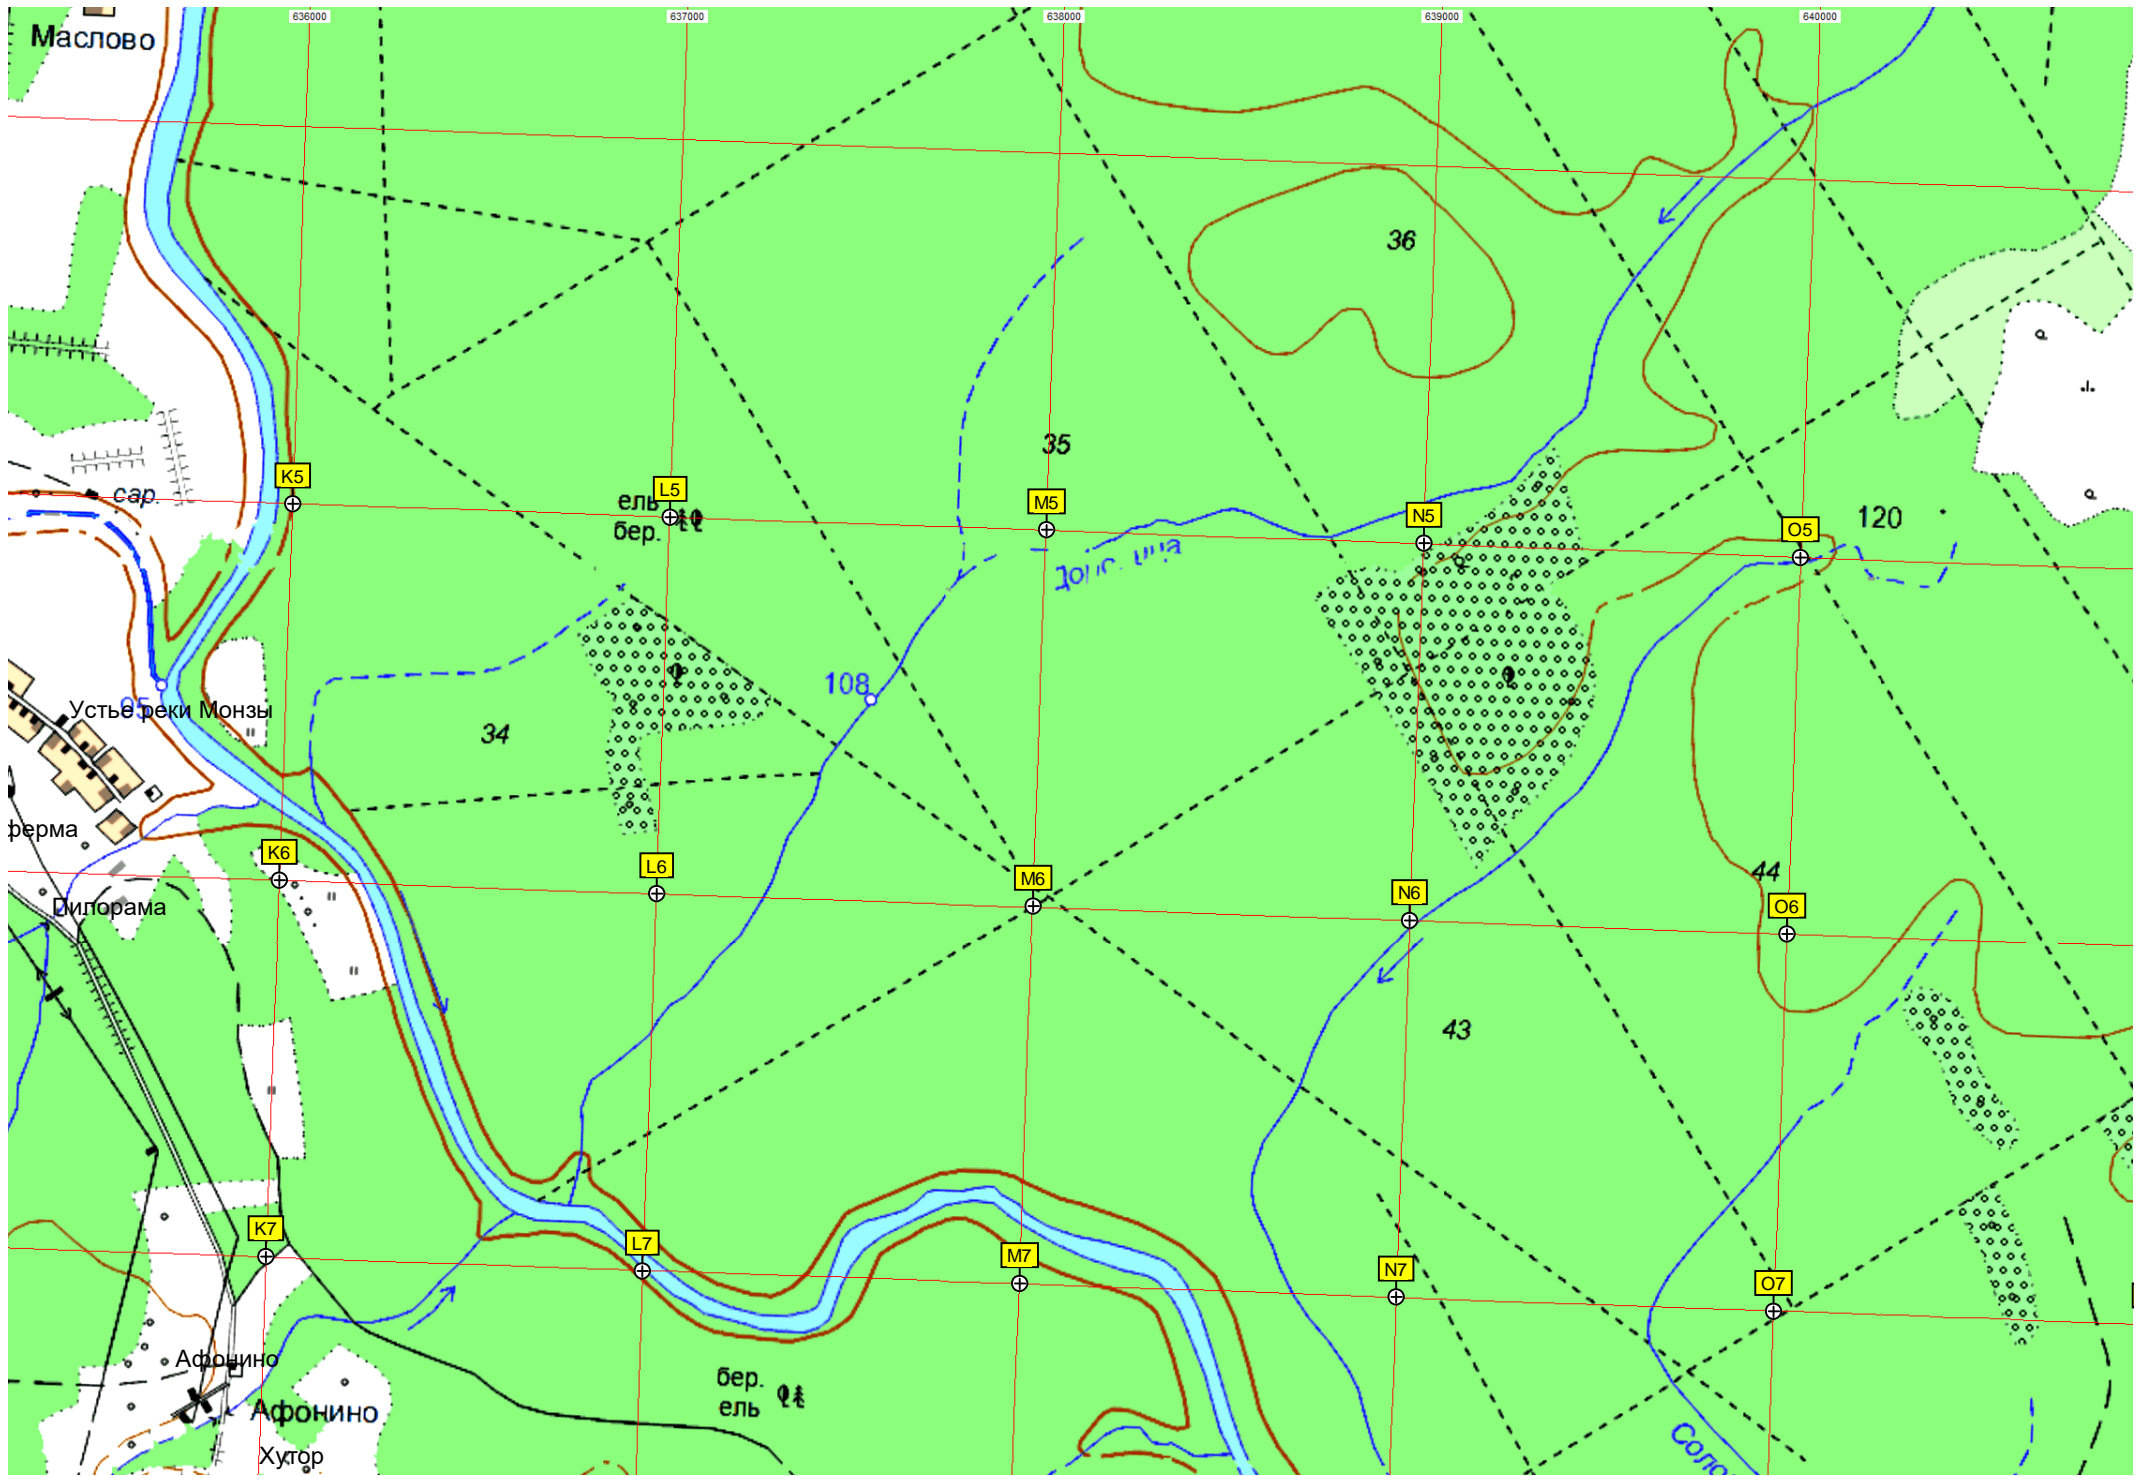 636000
637000
638000
639000
640000
Маслово
36
35
K5
сар.
ель
бер.
L5
M5
N5
O5
120
108
95
Устье реки Монзы
34
ферма
K6
L6
M6
N6
44
O6
Пилорама
43
K7
L7
M7
N7
O7
Афонино
Афонино
Хутор
бер.
ель
Соло